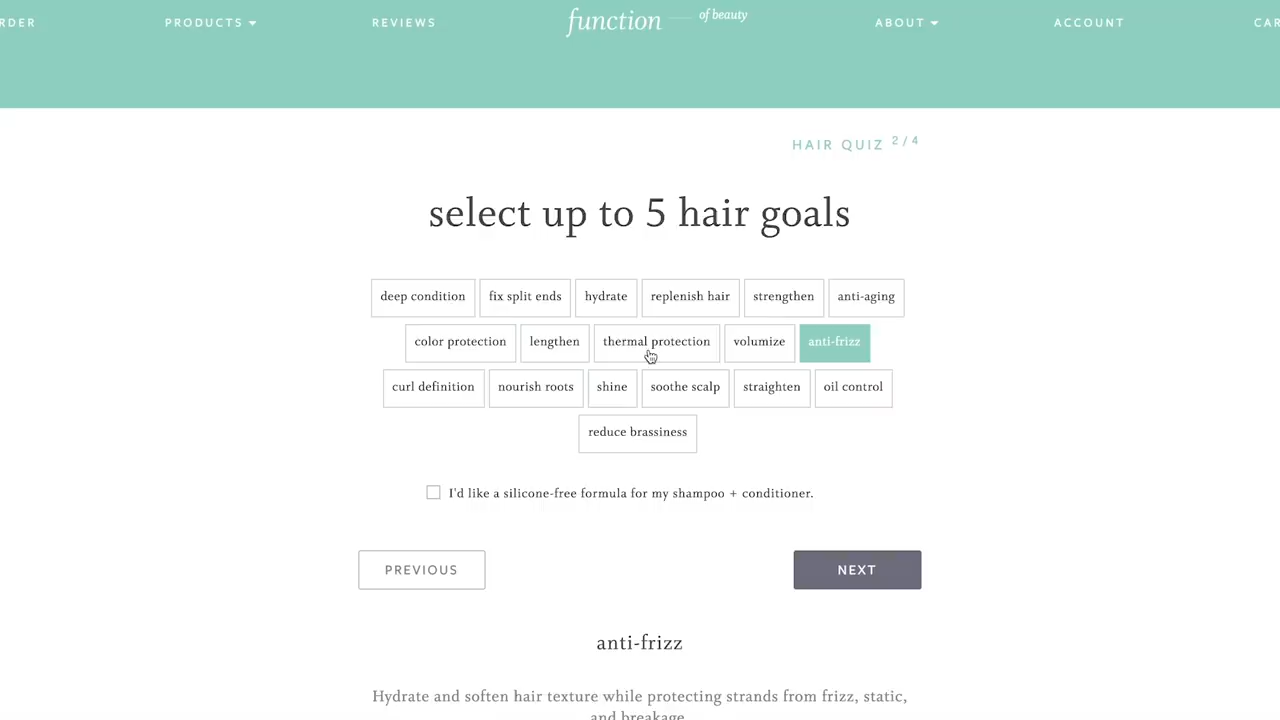 RDER PRODUCTS REVIEWS function of beauty ABOUT ACCOUNT CAR
HAIR QUIZ 2/4
select up to 5 hair goals
deep condition fix split ends hydrate replenish hair strengthen anti-aging
color protection lengthen thermal protection volumize anti-frizz
curl definition nourish roots shine soothe scalp straighten oil control
reduce brassiness
I'd like a silicone-free formula for my shampoo + conditioner.
PREVIOUS NEXT
anti-frizz
Hydrate and soften hair texture while protecting strands from frizz, static,
and breakage